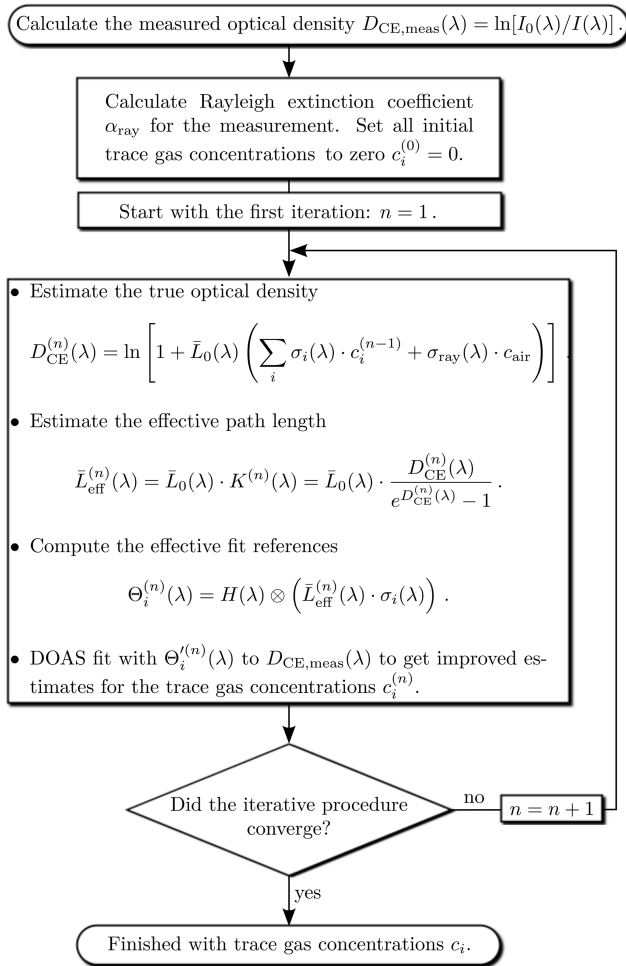 Calculate the measured optical density D_CE,meas(λ) = ln[I_0(λ)/I(λ)] .
Calculate Rayleigh extinction coefficient
α_ray for the measurement. Set all initial
trace gas concentrations to zero c_i^(0) = 0.
Start with the first iteration: n = 1 .
• Estimate the true optical density
D_CE^(n)(λ) = ln [ 1 + L̄_0(λ) ( ∑_i σ_i(λ) · c_i^(n−1) + σ_ray(λ) · c_air ) ] .
• Estimate the effective path length
L̄_eff^(n)(λ) = L̄_0(λ) · K^(n)(λ) = L̄_0(λ) · D_CE^(n)(λ) / (e^{D_CE^(n)(λ)} − 1) .
• Compute the effective fit references
Θ_i^(n)(λ) = H(λ) ⊗ ( L̄_eff^(n)(λ) · σ_i(λ) ) .
• DOAS fit with Θ_i^′(n)(λ) to D_CE,meas(λ) to get improved es-
timates for the trace gas concentrations c_i^(n).
Did the iterative procedure
converge?
no
n = n + 1
yes
Finished with trace gas concentrations c_i.